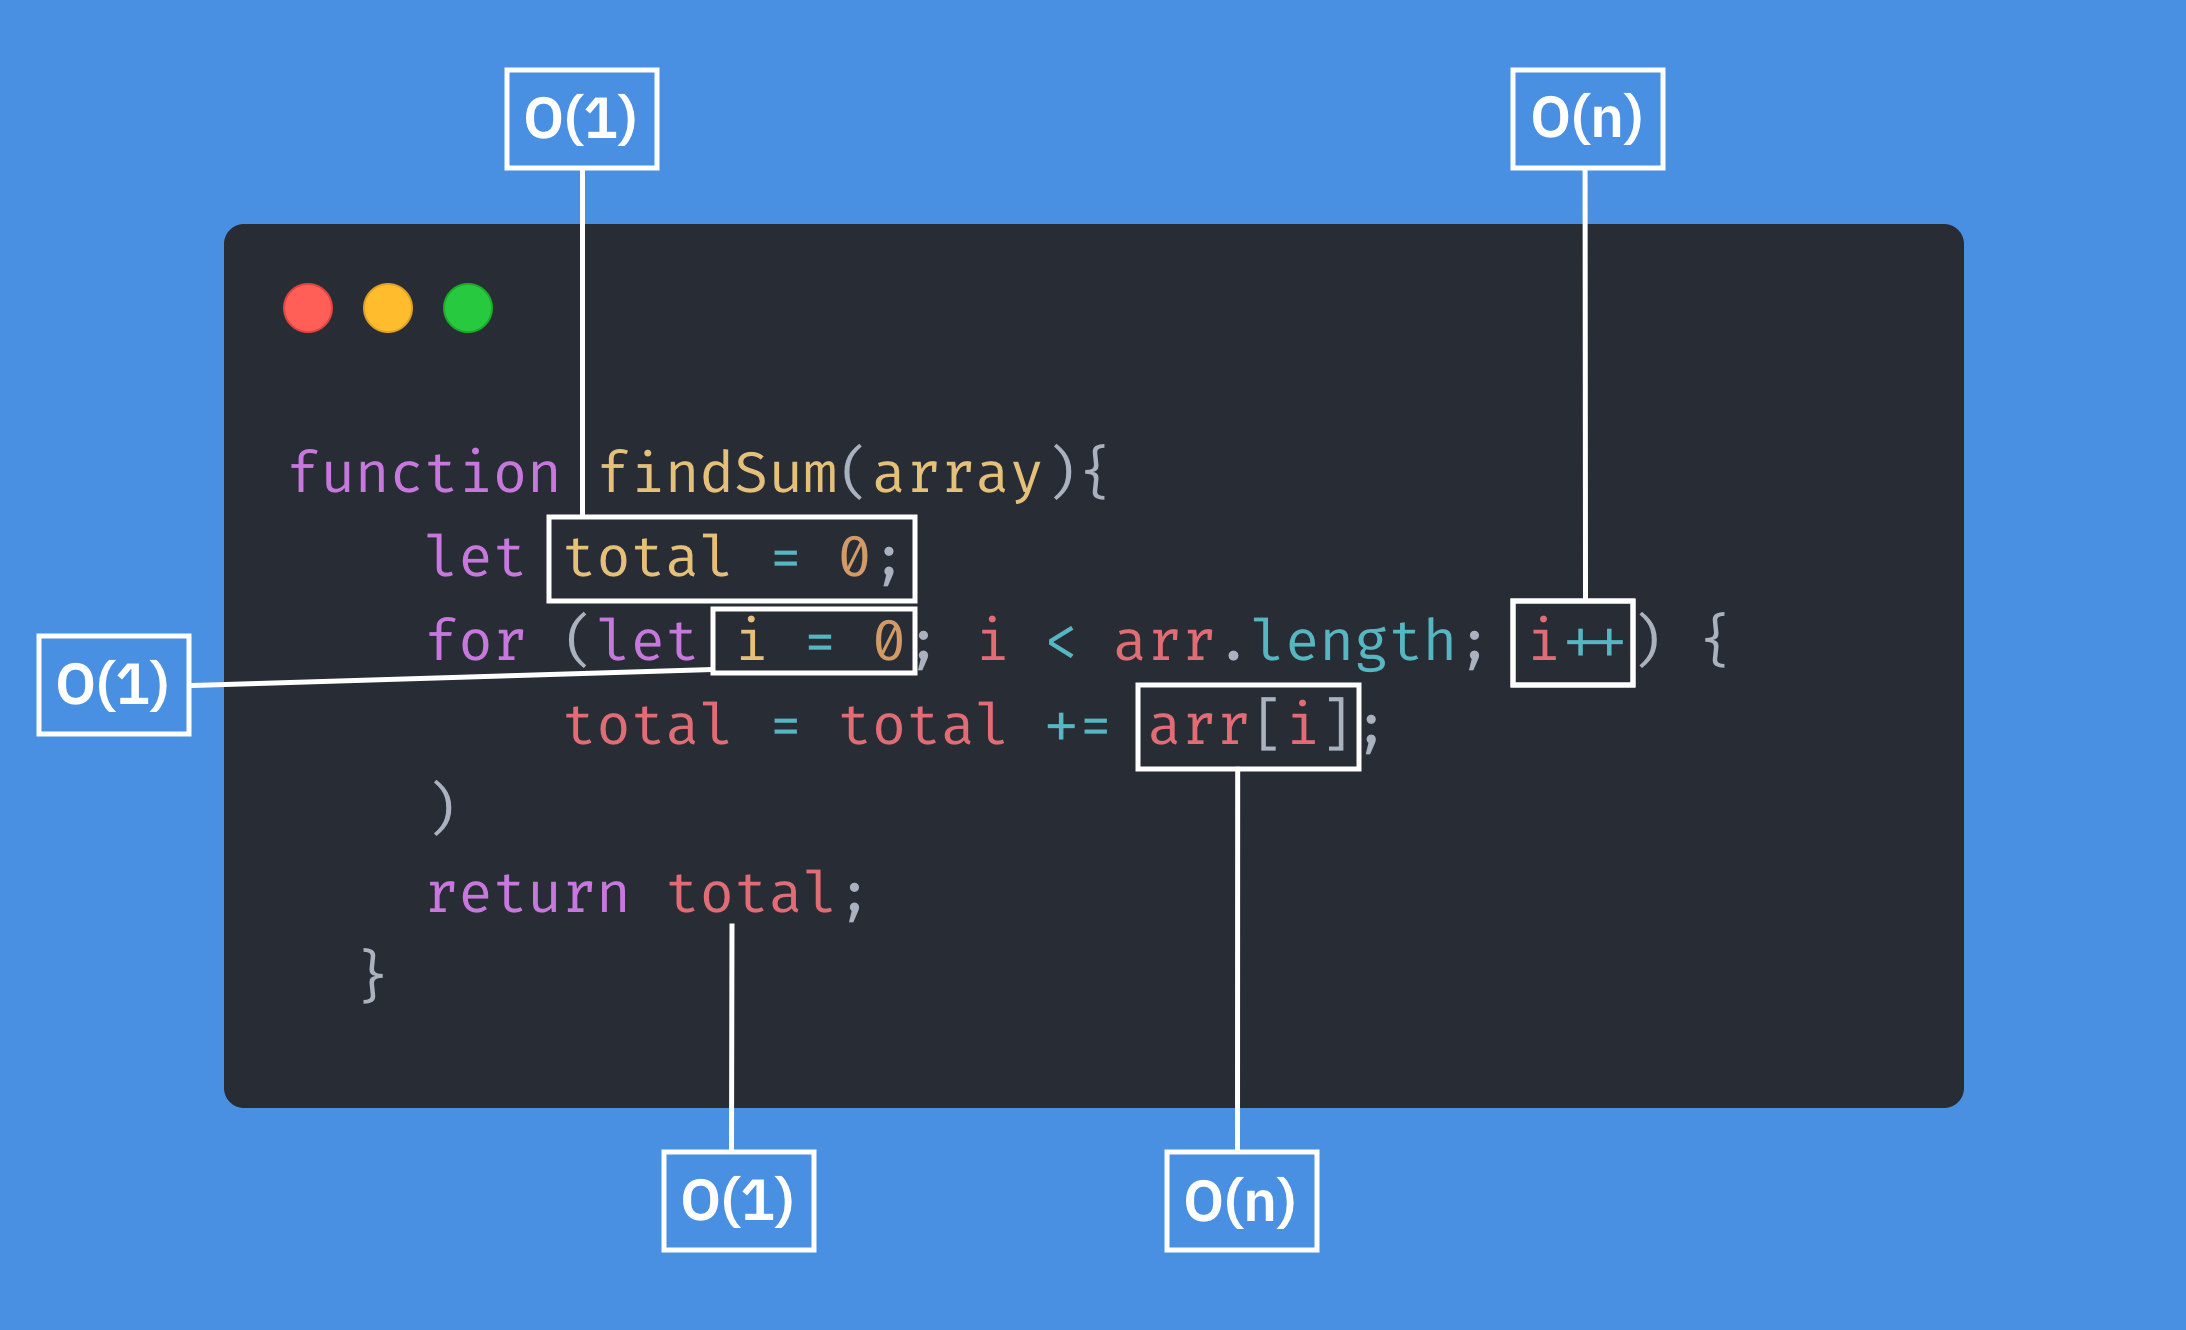 O(1)
O(n)
function findSum(array){
let total = 0;
for (let i = 0; i < arr.length; i++) {
O(1)
total = total += arr[i];
)
return total;
}
O(1)
O(n)